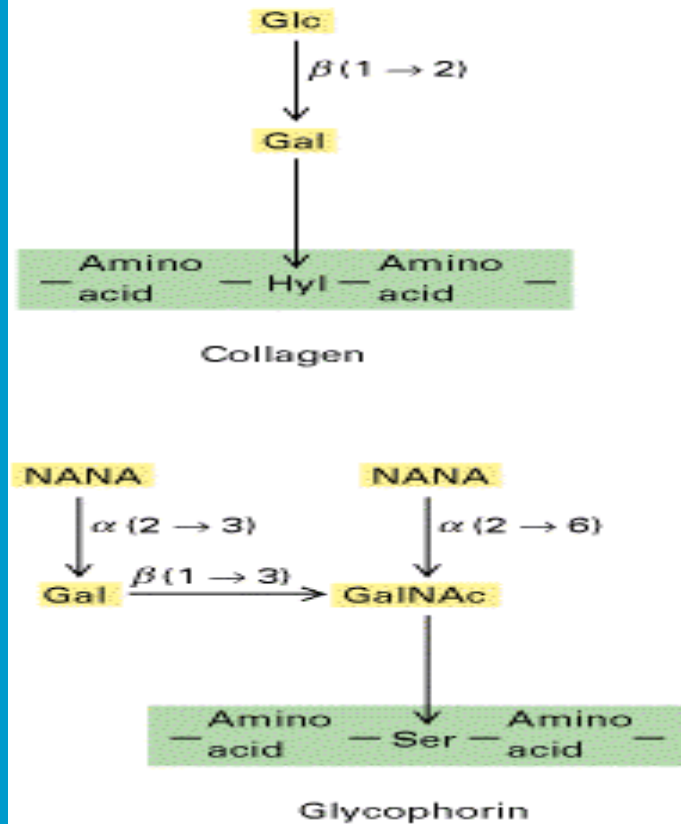 Glc
β (1 → 2)
Gal
— Amino acid — Hyl — Amino acid —
Collagen
NANA NANA
α (2 → 3) α (2 → 6)
β (1 → 3)
Gal GalNAc
— Amino acid — Ser — Amino acid —
Glycophorin